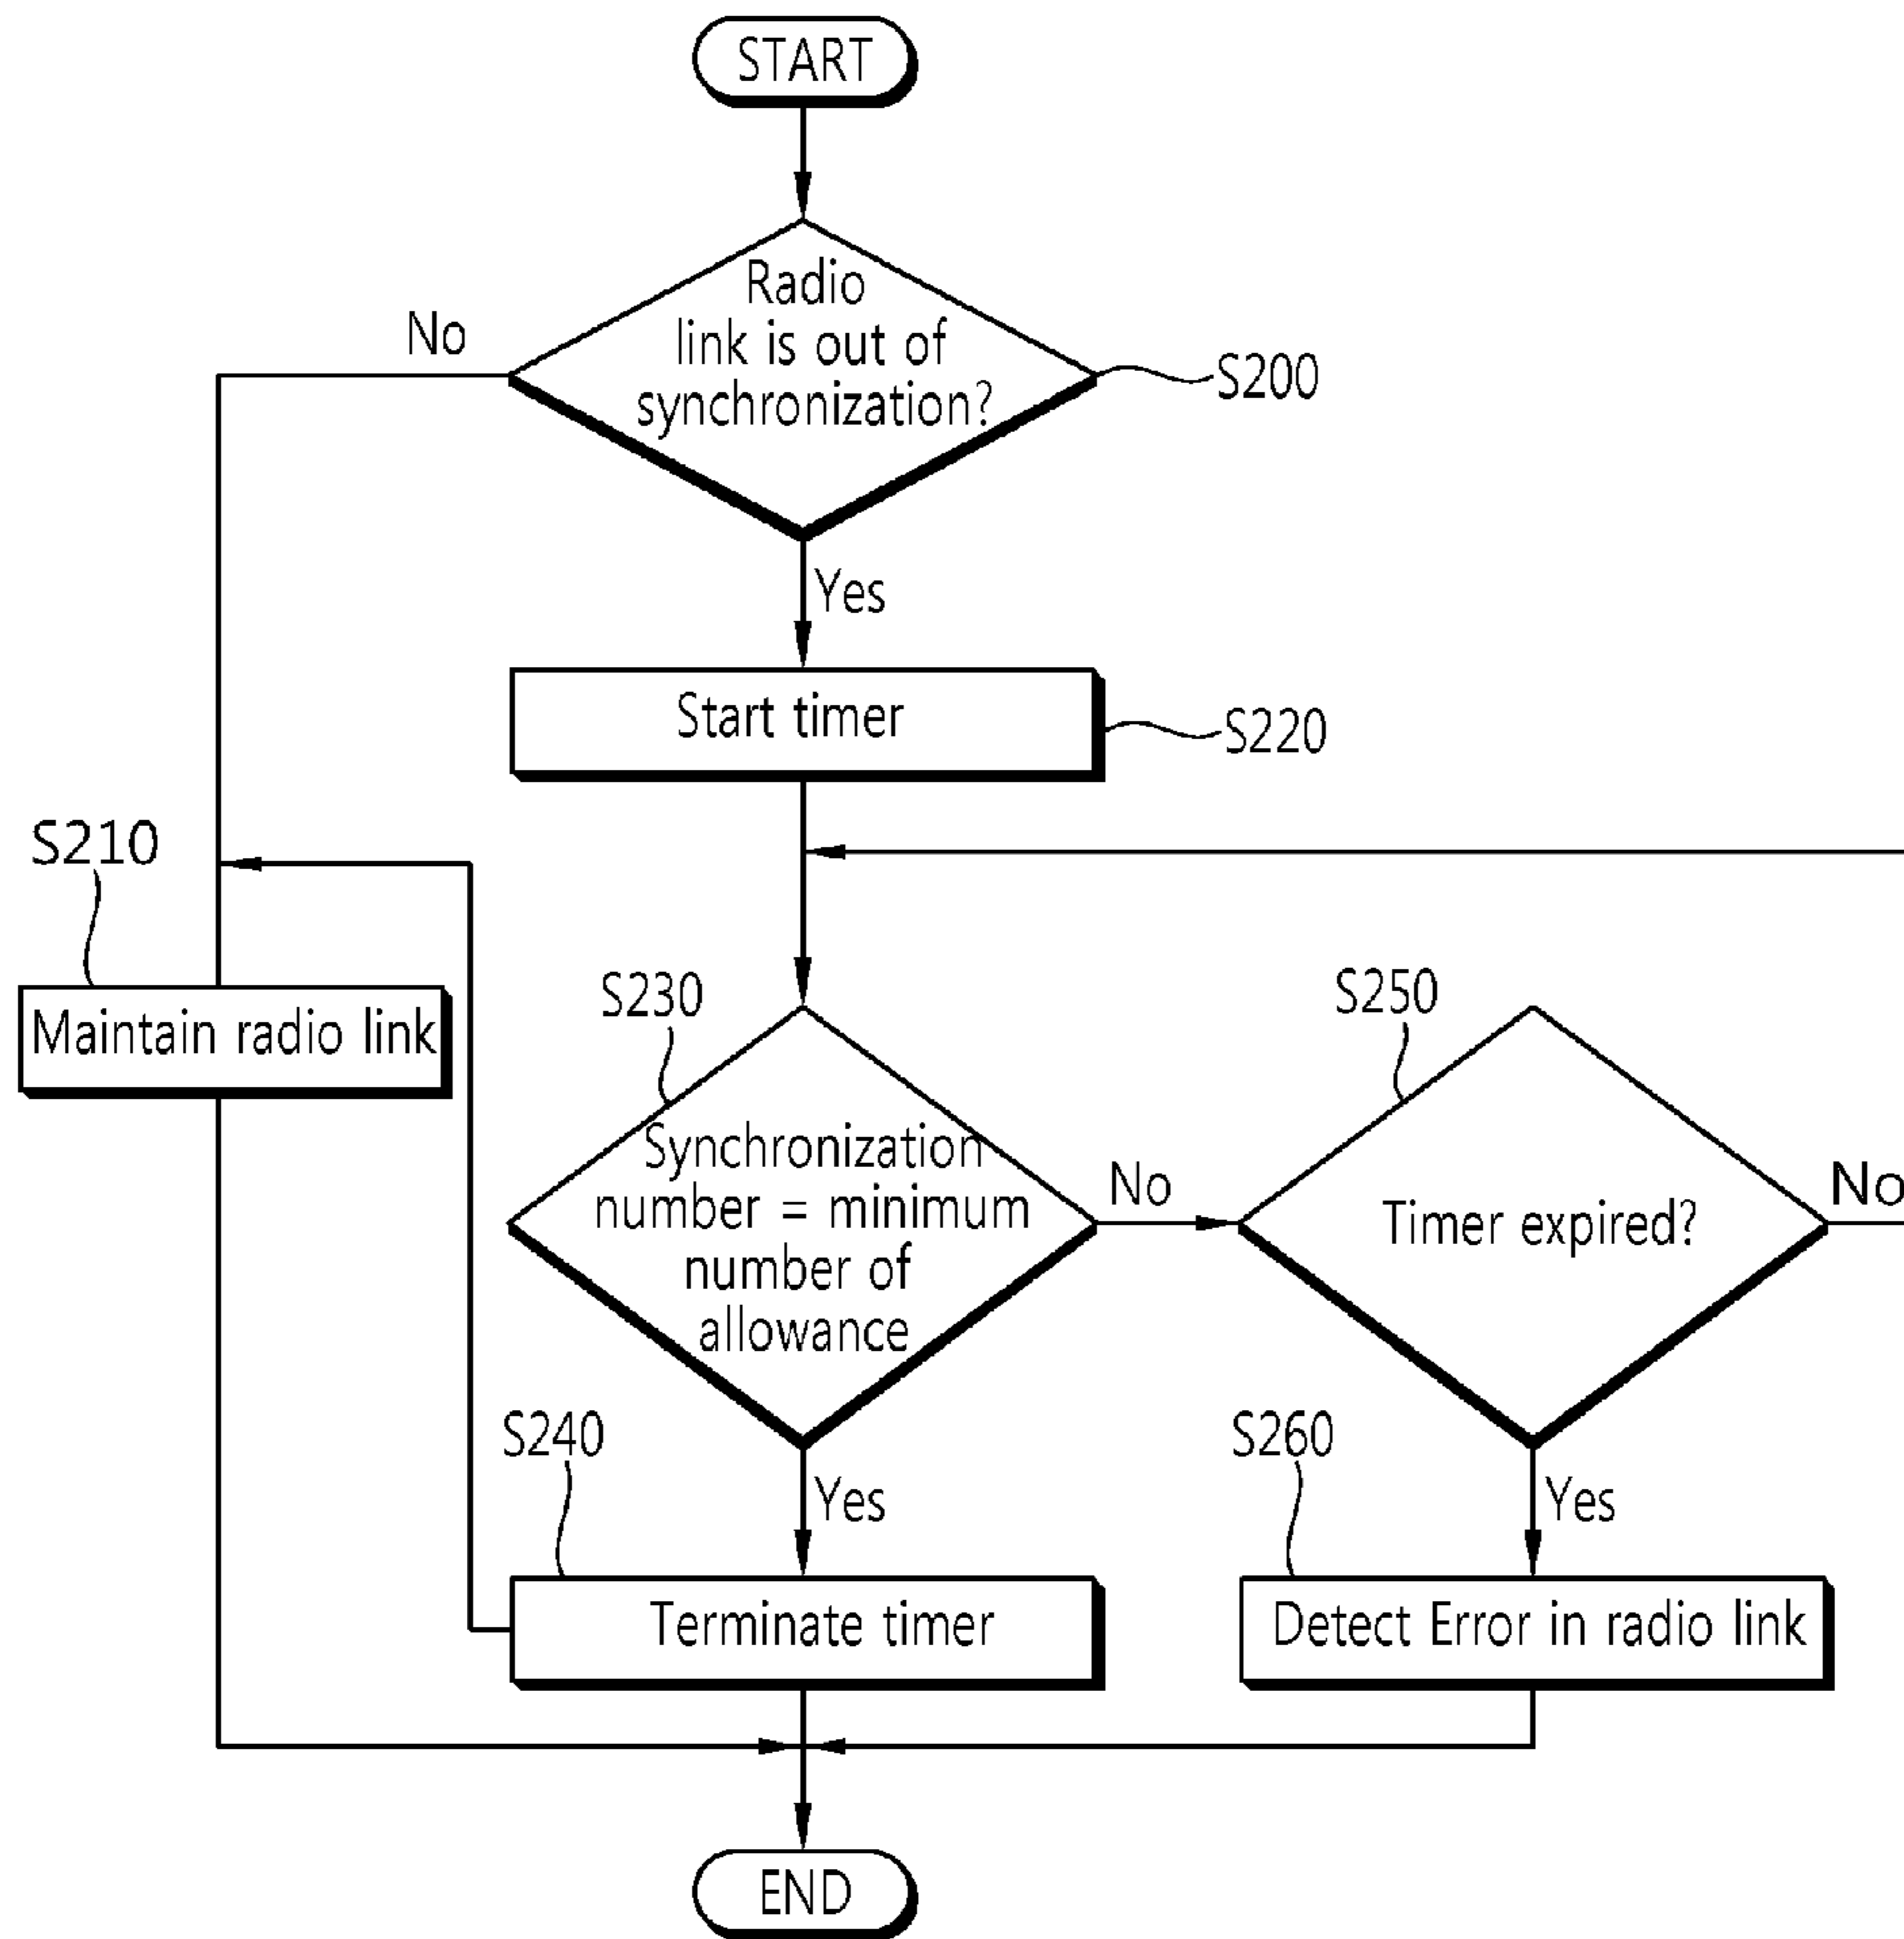 START
Radio
link is out of
synchronization?
No
S200
Yes
Start timer
S220
S210
Maintain radio link
S230
Synchronization
number = minimum
number of
allowance
No
S250
Timer expired?
No
S240
Yes
Terminate timer
S260
Yes
Detect Error in radio link
END